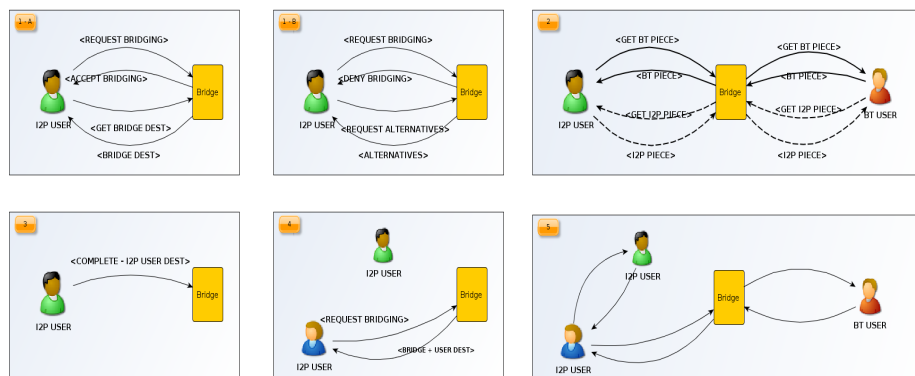 1 - A
<REQUEST BRIDGING>
<ACCEPT BRIDGING>
Bridge
I2P USER
<GET BRIDGE DEST>
<BRIDGE DEST>
1 - B
<REQUEST BRIDGING>
<DENY BRIDGING>
Bridge
I2P USER
<REQUEST ALTERNATIVES>
<ALTERNATIVES>
2
<GET BT PIECE>
<GET BT PIECE>
<BT PIECE>
<BT PIECE>
Bridge
<GET I2P PIECE>
<GET I2P PIECE>
I2P USER
BT USER
<I2P PIECE>
<I2P PIECE>
3
<COMPLETE - I2P USER DEST>
Bridge
I2P USER
4
I2P USER
Bridge
<REQUEST BRIDGING>
<BRIDGE + USER DEST>
I2P USER
5
I2P USER
Bridge
BT USER
I2P USER